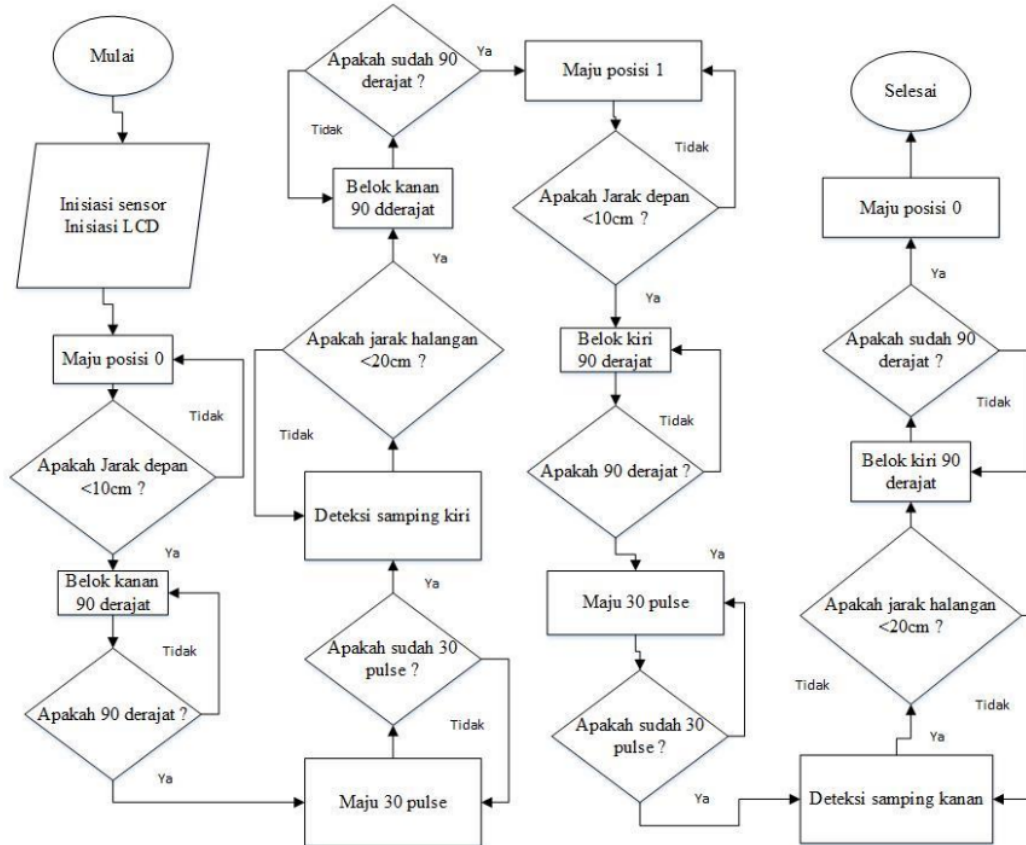 Mulai
Inisiasi sensor
Inisiasi LCD
Maju posisi 0
Tidak
Apakah Jarak depan
<10cm ?
Ya
Belok kanan
90 derajat
Tidak
Apakah 90 derajat ?
Ya
Maju 30 pulse
Tidak
Apakah sudah 30
pulse ?
Ya
Deteksi samping kiri
Tidak
Apakah jarak halangan
<20cm ?
Ya
Belok kanan
90 dderajat
Tidak
Apakah sudah 90
derajat ?
Ya
Maju posisi 1
Tidak
Apakah Jarak depan
<10cm ?
Ya
Belok kiri
90 derajat
Tidak
Apakah 90 derajat ?
Ya
Maju 30 pulse
Tidak
Apakah sudah 30
pulse ?
Ya
Deteksi samping kanan
Ya
Tidak
Apakah jarak halangan
<20cm ?
Belok kiri 90
derajat
Tidak
Apakah sudah 90
derajat ?
Ya
Maju posisi 0
Selesai